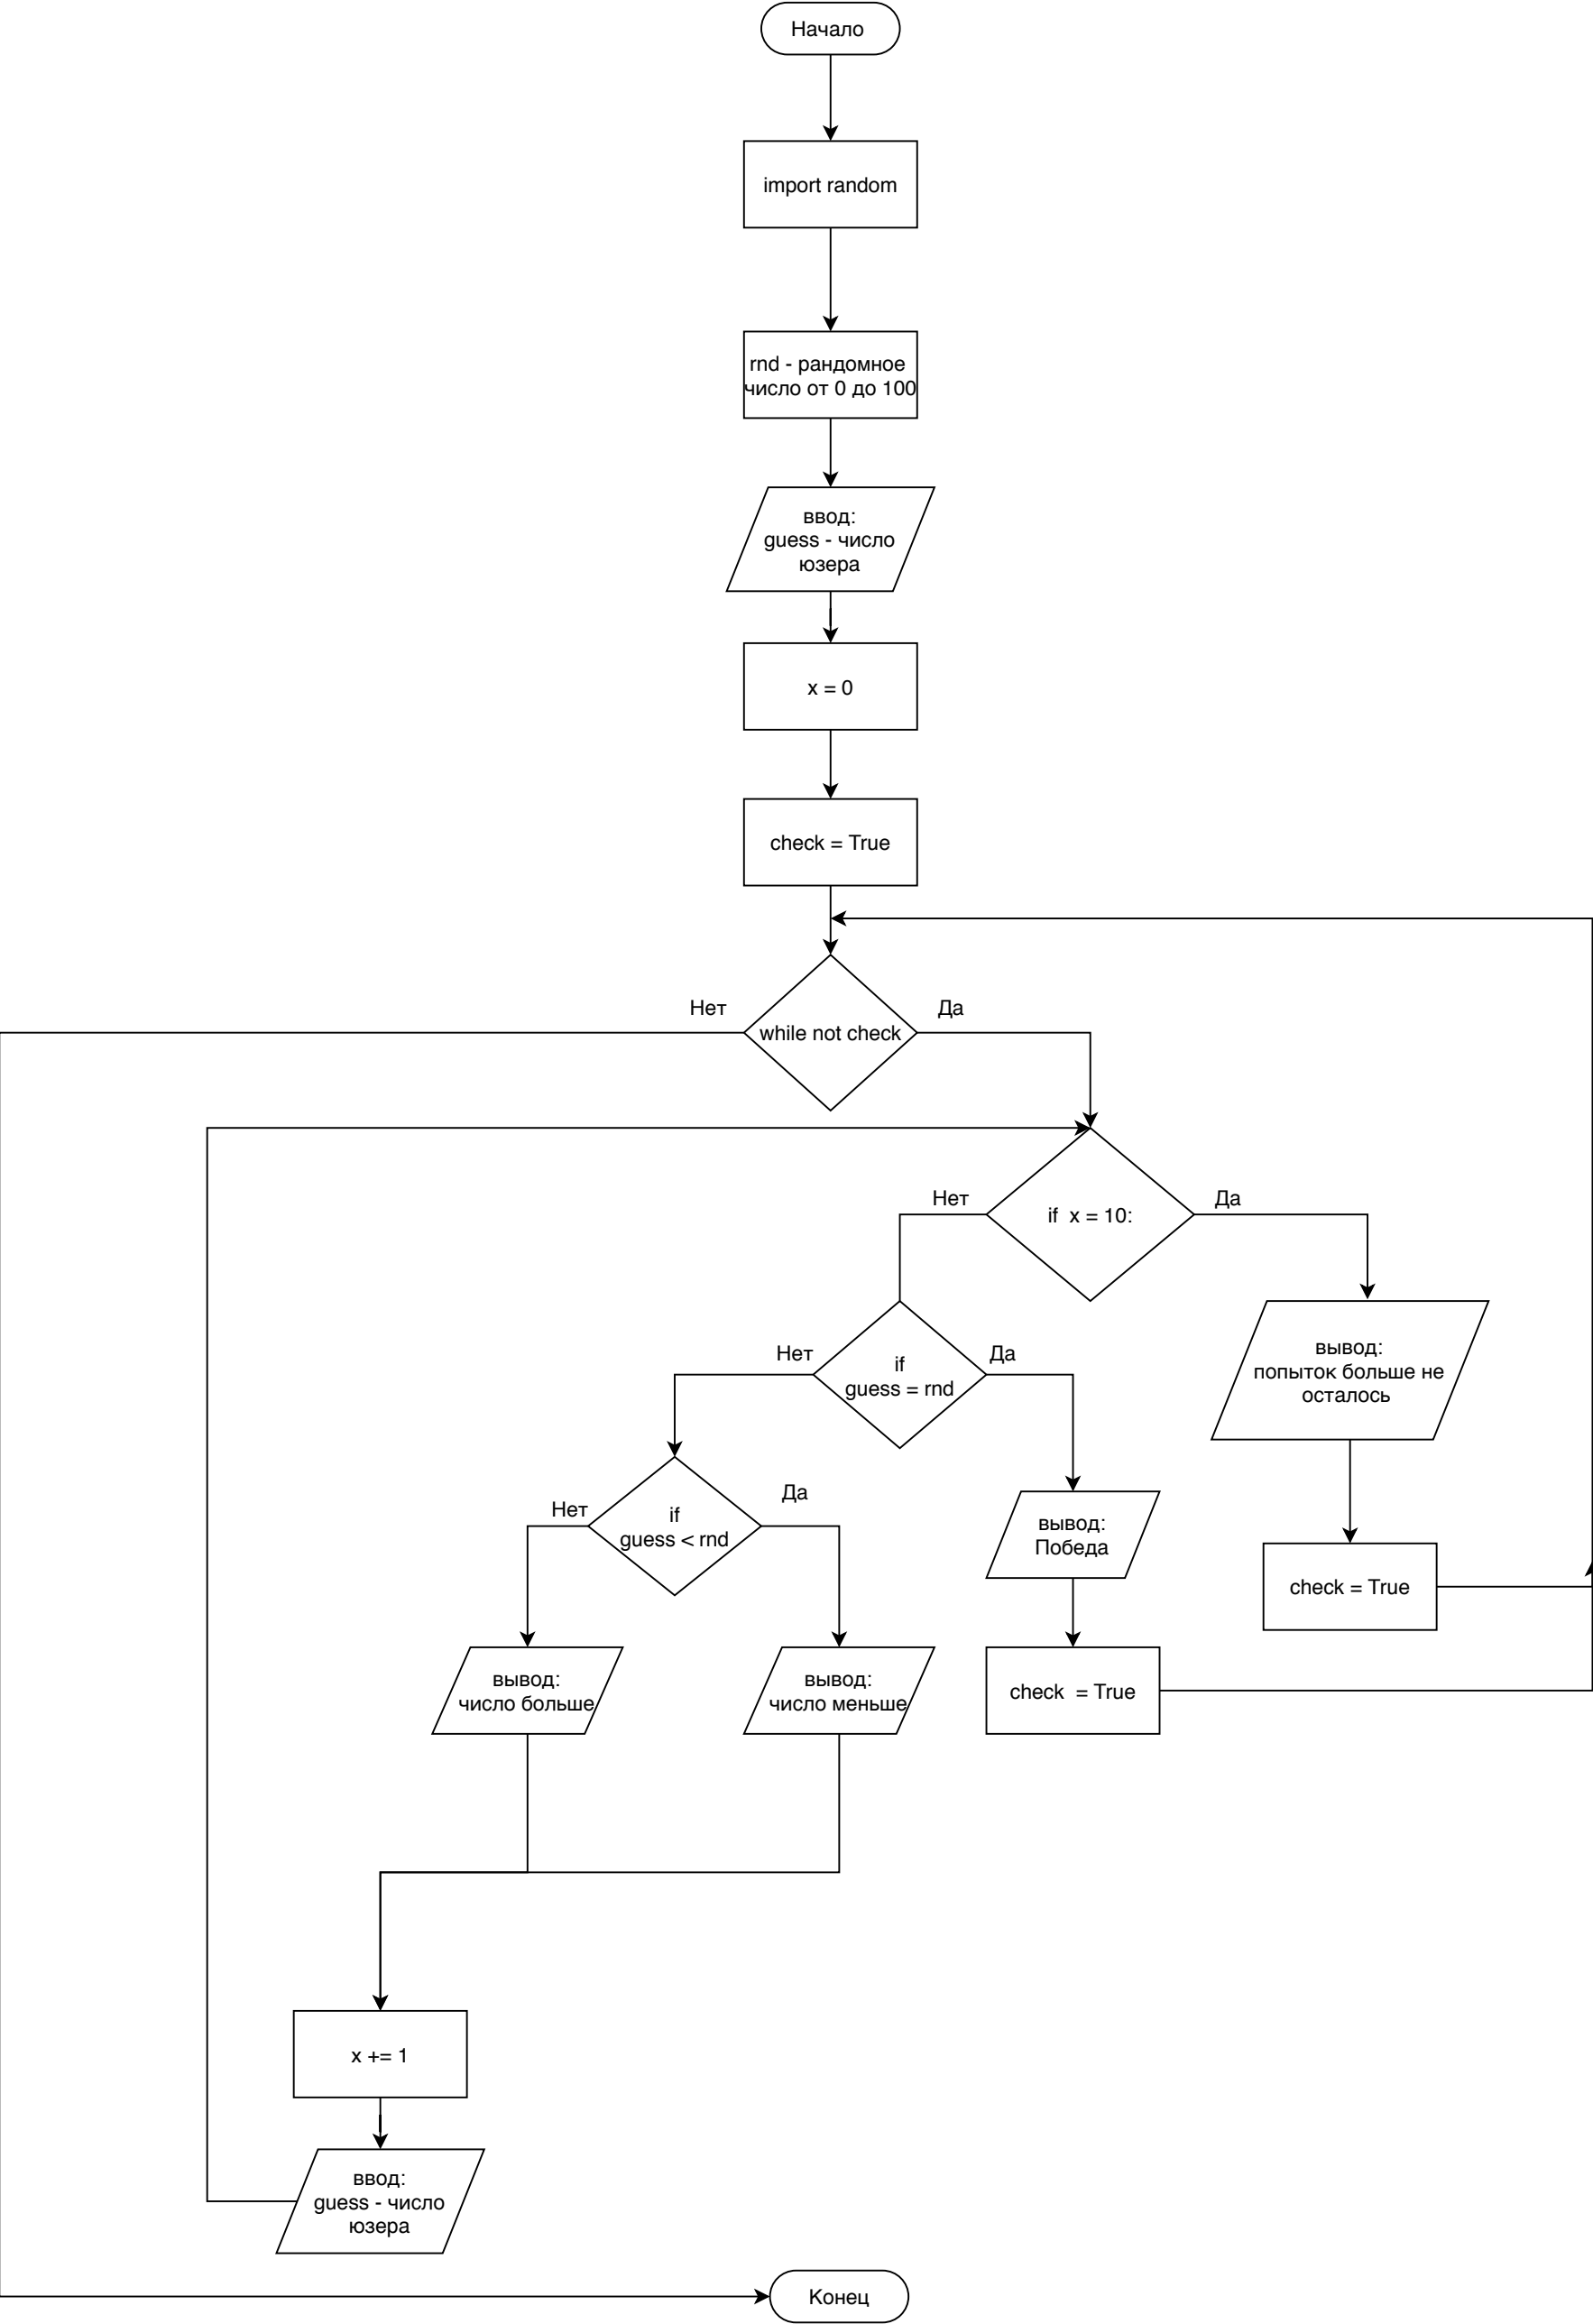 Начало
import random
rnd - рандомное
число от 0 до 100
ввод:
guess - число
юзера
x = 0
check = True
Нет
Да
while not check
Нет
Да
if  x = 10:
Нет
Да
if
guess = rnd
вывод:
попыток больше не
осталось
Нет
Да
if
guess < rnd
вывод:
Победа
check = True
вывод:
число больше
вывод:
число меньше
check  = True
x += 1
ввод:
guess - число
юзера
Конец